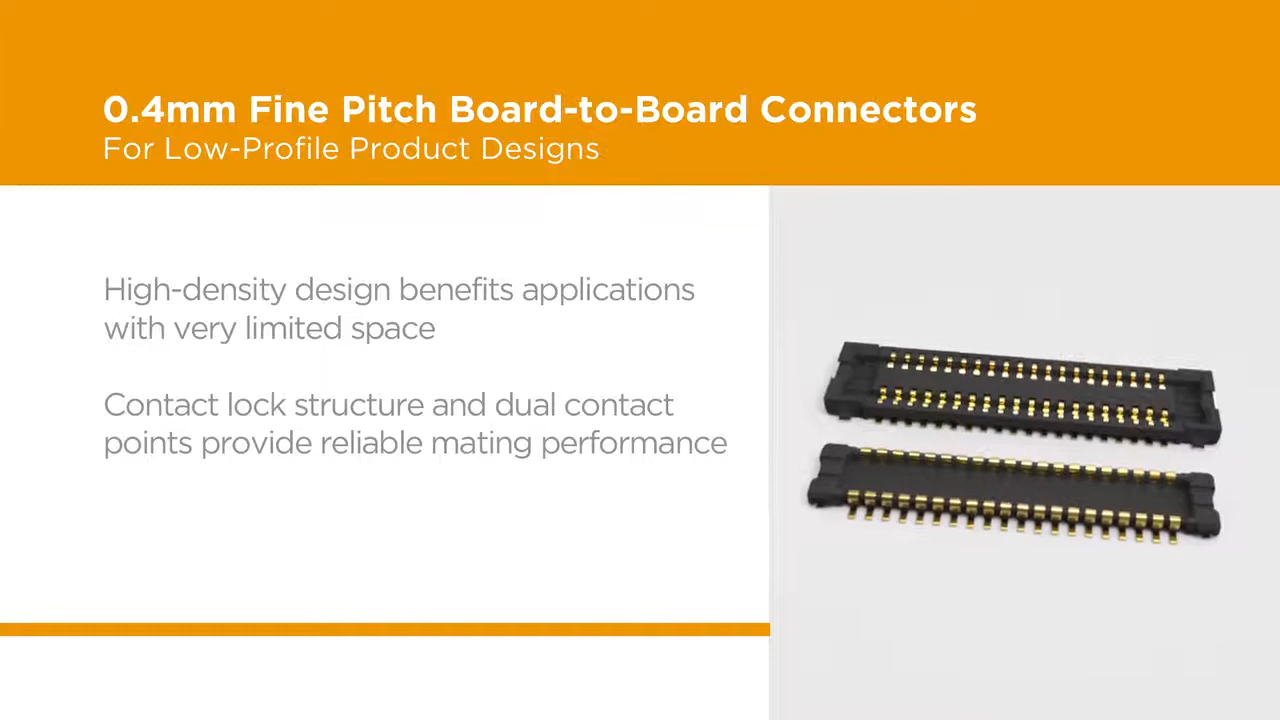 0.4mm Fine Pitch Board-to-Board Connectors
For Low-Profile Product Designs
High-density design benefits applications
with very limited space
Contact lock structure and dual contact
points provide reliable mating performance